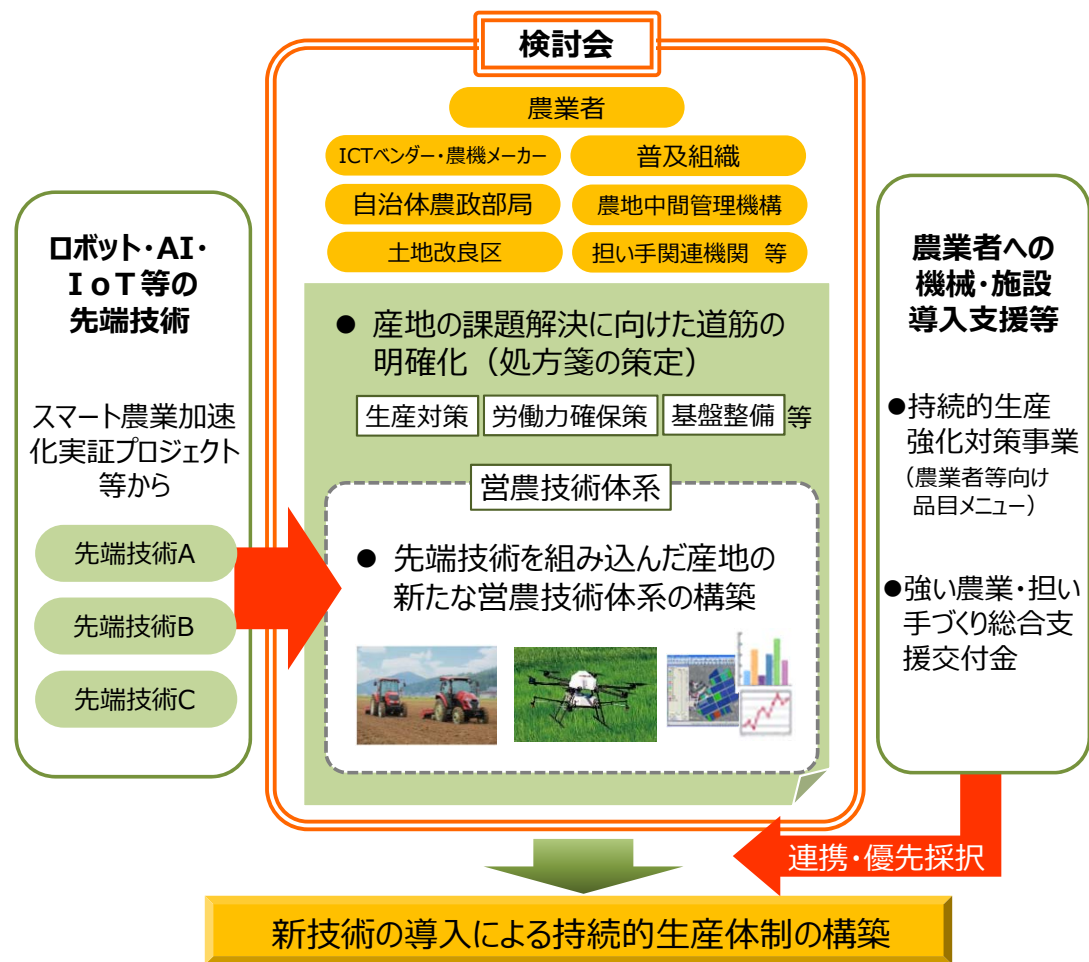 検討会
農業者
ICTベンダー・農機メーカー
普及組織
自治体農政部局
農地中間管理機構
土地改良区
担い手関連機関 等
ロボット・AI・
ＩｏＴ等の
先端技術
スマート農業加速
化実証プロジェクト
等から
先端技術A
先端技術B
先端技術C
● 産地の課題解決に向けた道筋の
明確化（処方箋の策定）
生産対策 労働力確保策 基盤整備 等
営農技術体系
● 先端技術を組み込んだ産地の
新たな営農技術体系の構築
農業者への
機械・施設
導入支援等
●持続的生産
強化対策事業
（農業者等向け
品目メニュー）
●強い農業・担い
手づくり総合支
援交付金
連携・優先採択
新技術の導入による持続的生産体制の構築